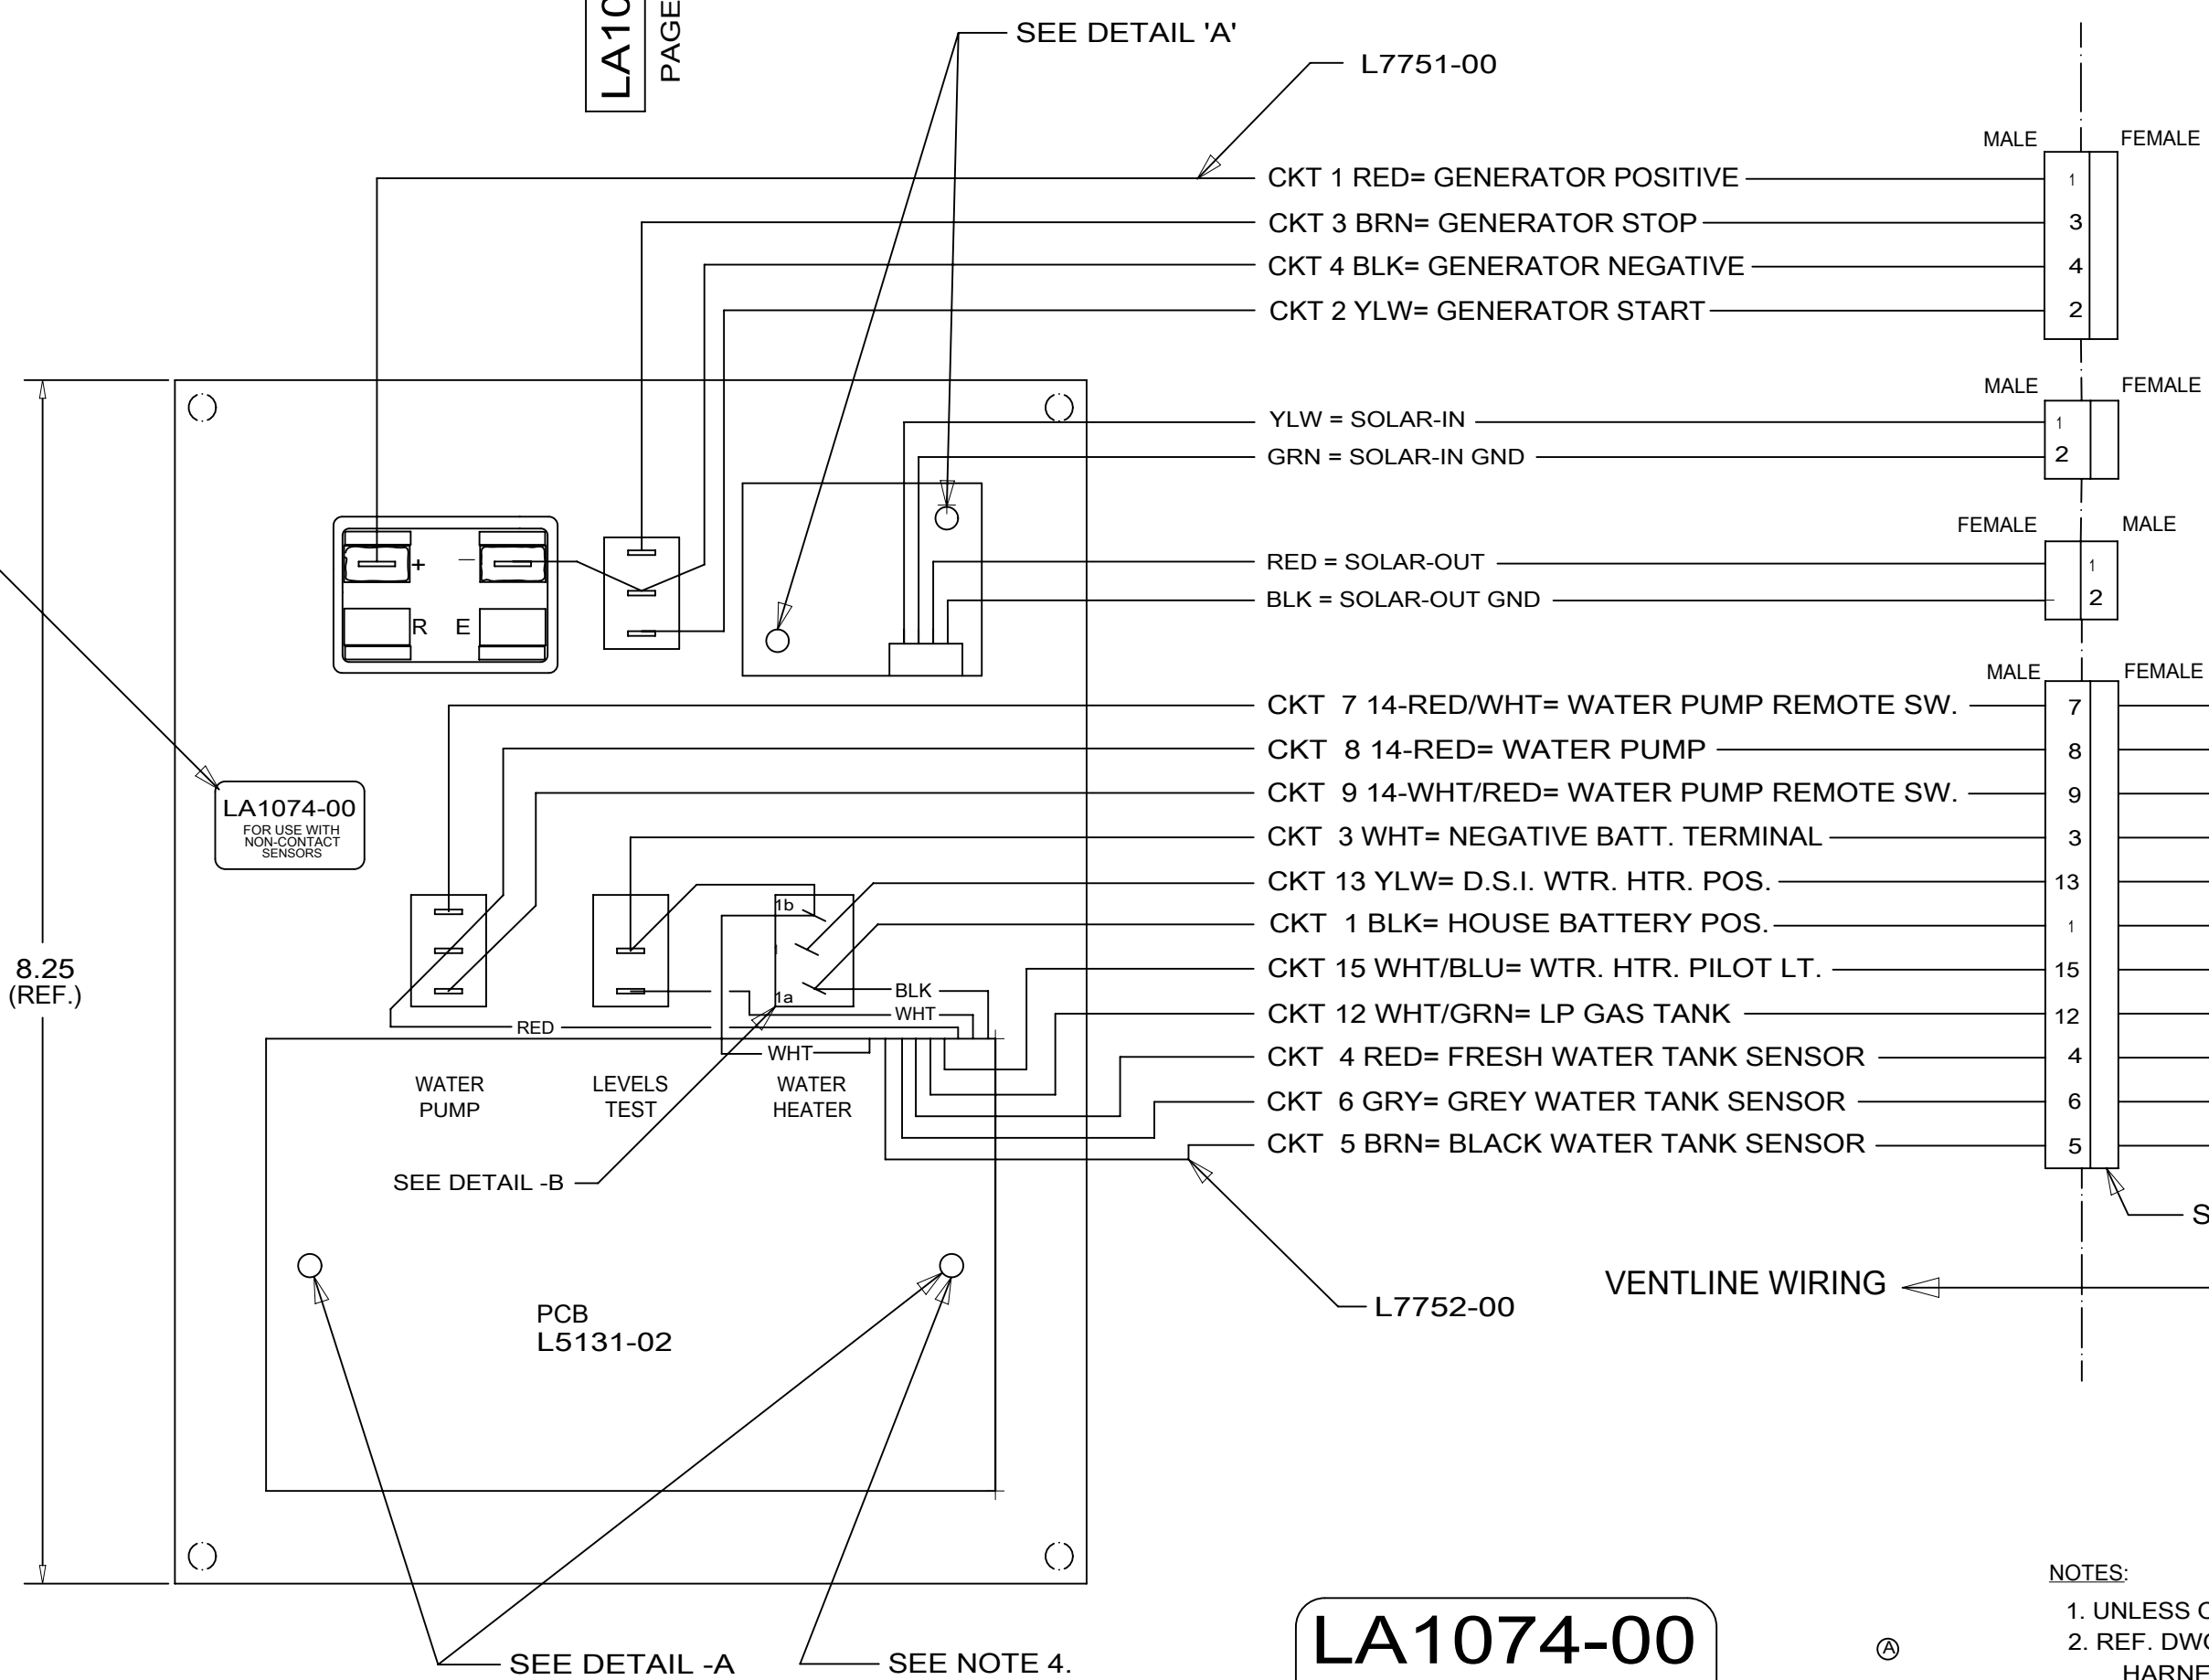 LA10
PAGE
SEE DETAIL 'A'
L7751-00
MALE
FEMALE
CKT 1 RED= GENERATOR POSITIVE
1
CKT 3 BRN= GENERATOR STOP
3
CKT 4 BLK= GENERATOR NEGATIVE
4
CKT 2 YLW= GENERATOR START
2
MALE
FEMALE
YLW = SOLAR-IN
1
GRN = SOLAR-IN GND
2
FEMALE
MALE
RED = SOLAR-OUT
1
BLK = SOLAR-OUT GND
2
+
−
R
E
MALE
FEMALE
CKT 7 14-RED/WHT= WATER PUMP REMOTE SW.
7
CKT 8 14-RED= WATER PUMP
8
CKT 9 14-WHT/RED= WATER PUMP REMOTE SW.
9
CKT 3 WHT= NEGATIVE BATT. TERMINAL
3
CKT 13 YLW= D.S.I. WTR. HTR. POS.
13
CKT 1 BLK= HOUSE BATTERY POS.
1
CKT 15 WHT/BLU= WTR. HTR. PILOT LT.
15
CKT 12 WHT/GRN= LP GAS TANK
12
CKT 4 RED= FRESH WATER TANK SENSOR
4
CKT 6 GRY= GREY WATER TANK SENSOR
6
CKT 5 BRN= BLACK WATER TANK SENSOR
5
LA1074-00
FOR USE WITH
NON-CONTACT
SENSORS
8.25
(REF.)
1b
1
1a
BLK
WHT
RED
WHT
WATER
PUMP
LEVELS
TEST
WATER
HEATER
SEE DETAIL -B
S
VENTLINE WIRING
L7752-00
PCB
L5131-02
SEE DETAIL -A
SEE NOTE 4.
LA1074-00
A
NOTES:
1. UNLESS
2. REF. DW
HARNE